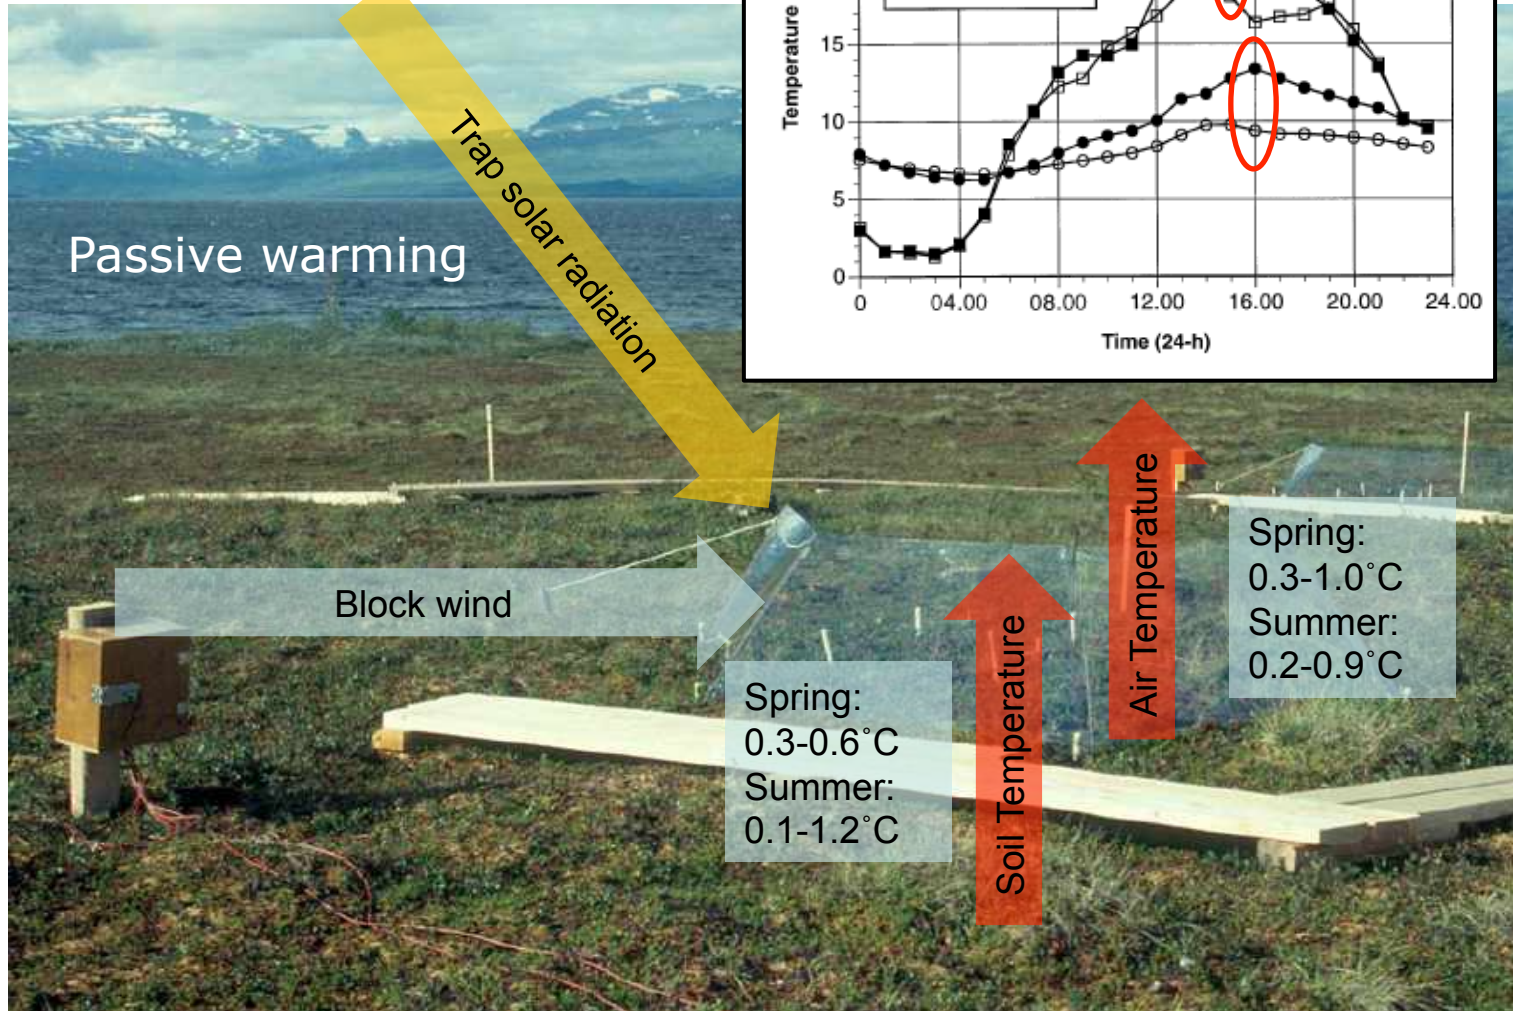 Temperature
15
10
5
0
0 04.00 08.00 12.00 16.00 20.00 24.00
Time (24-h)
Trap solar radiation
Passive warming
Block wind
Air Temperature
Spring:
0.3-1.0˚C
Summer:
0.2-0.9˚C
Soil Temperature
Spring:
0.3-0.6˚C
Summer:
0.1-1.2˚C